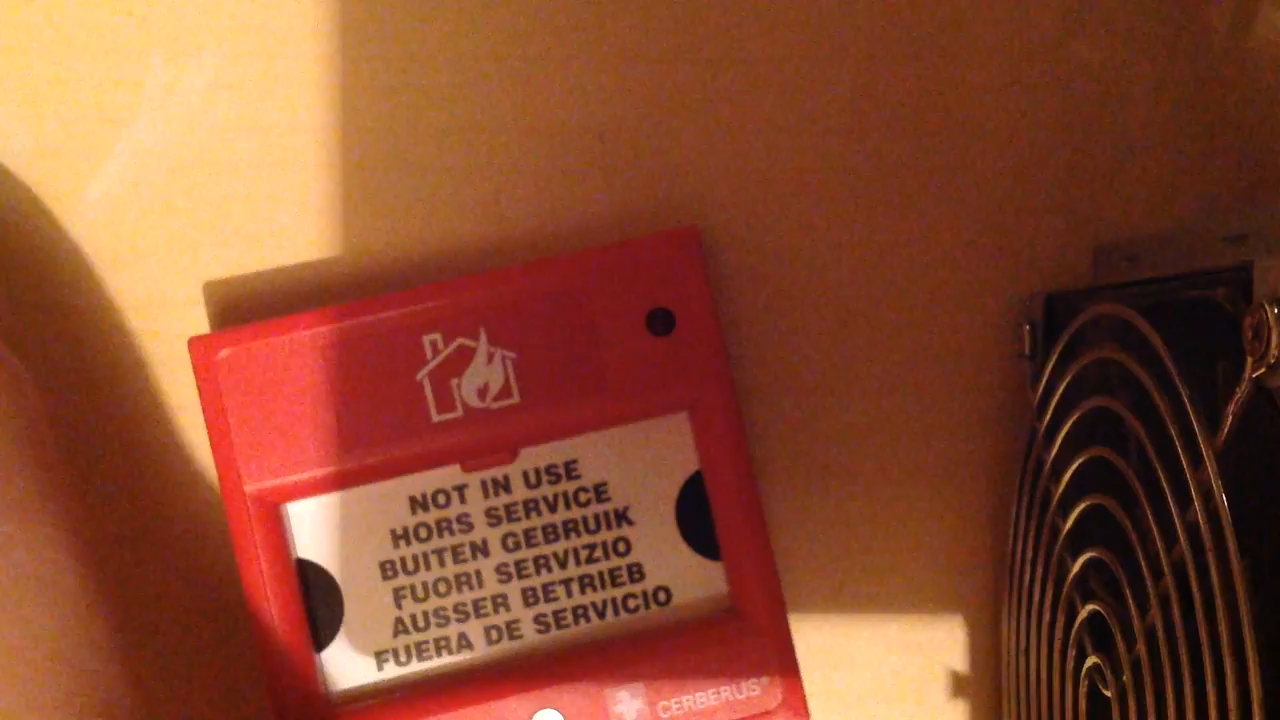 NOT IN USE
HORS SERVICE
BUITEN GEBRUIK
FUORI SERVIZIO
AUSSER BETRIEB
FUERA DE SERVICIO
CERBERUS®